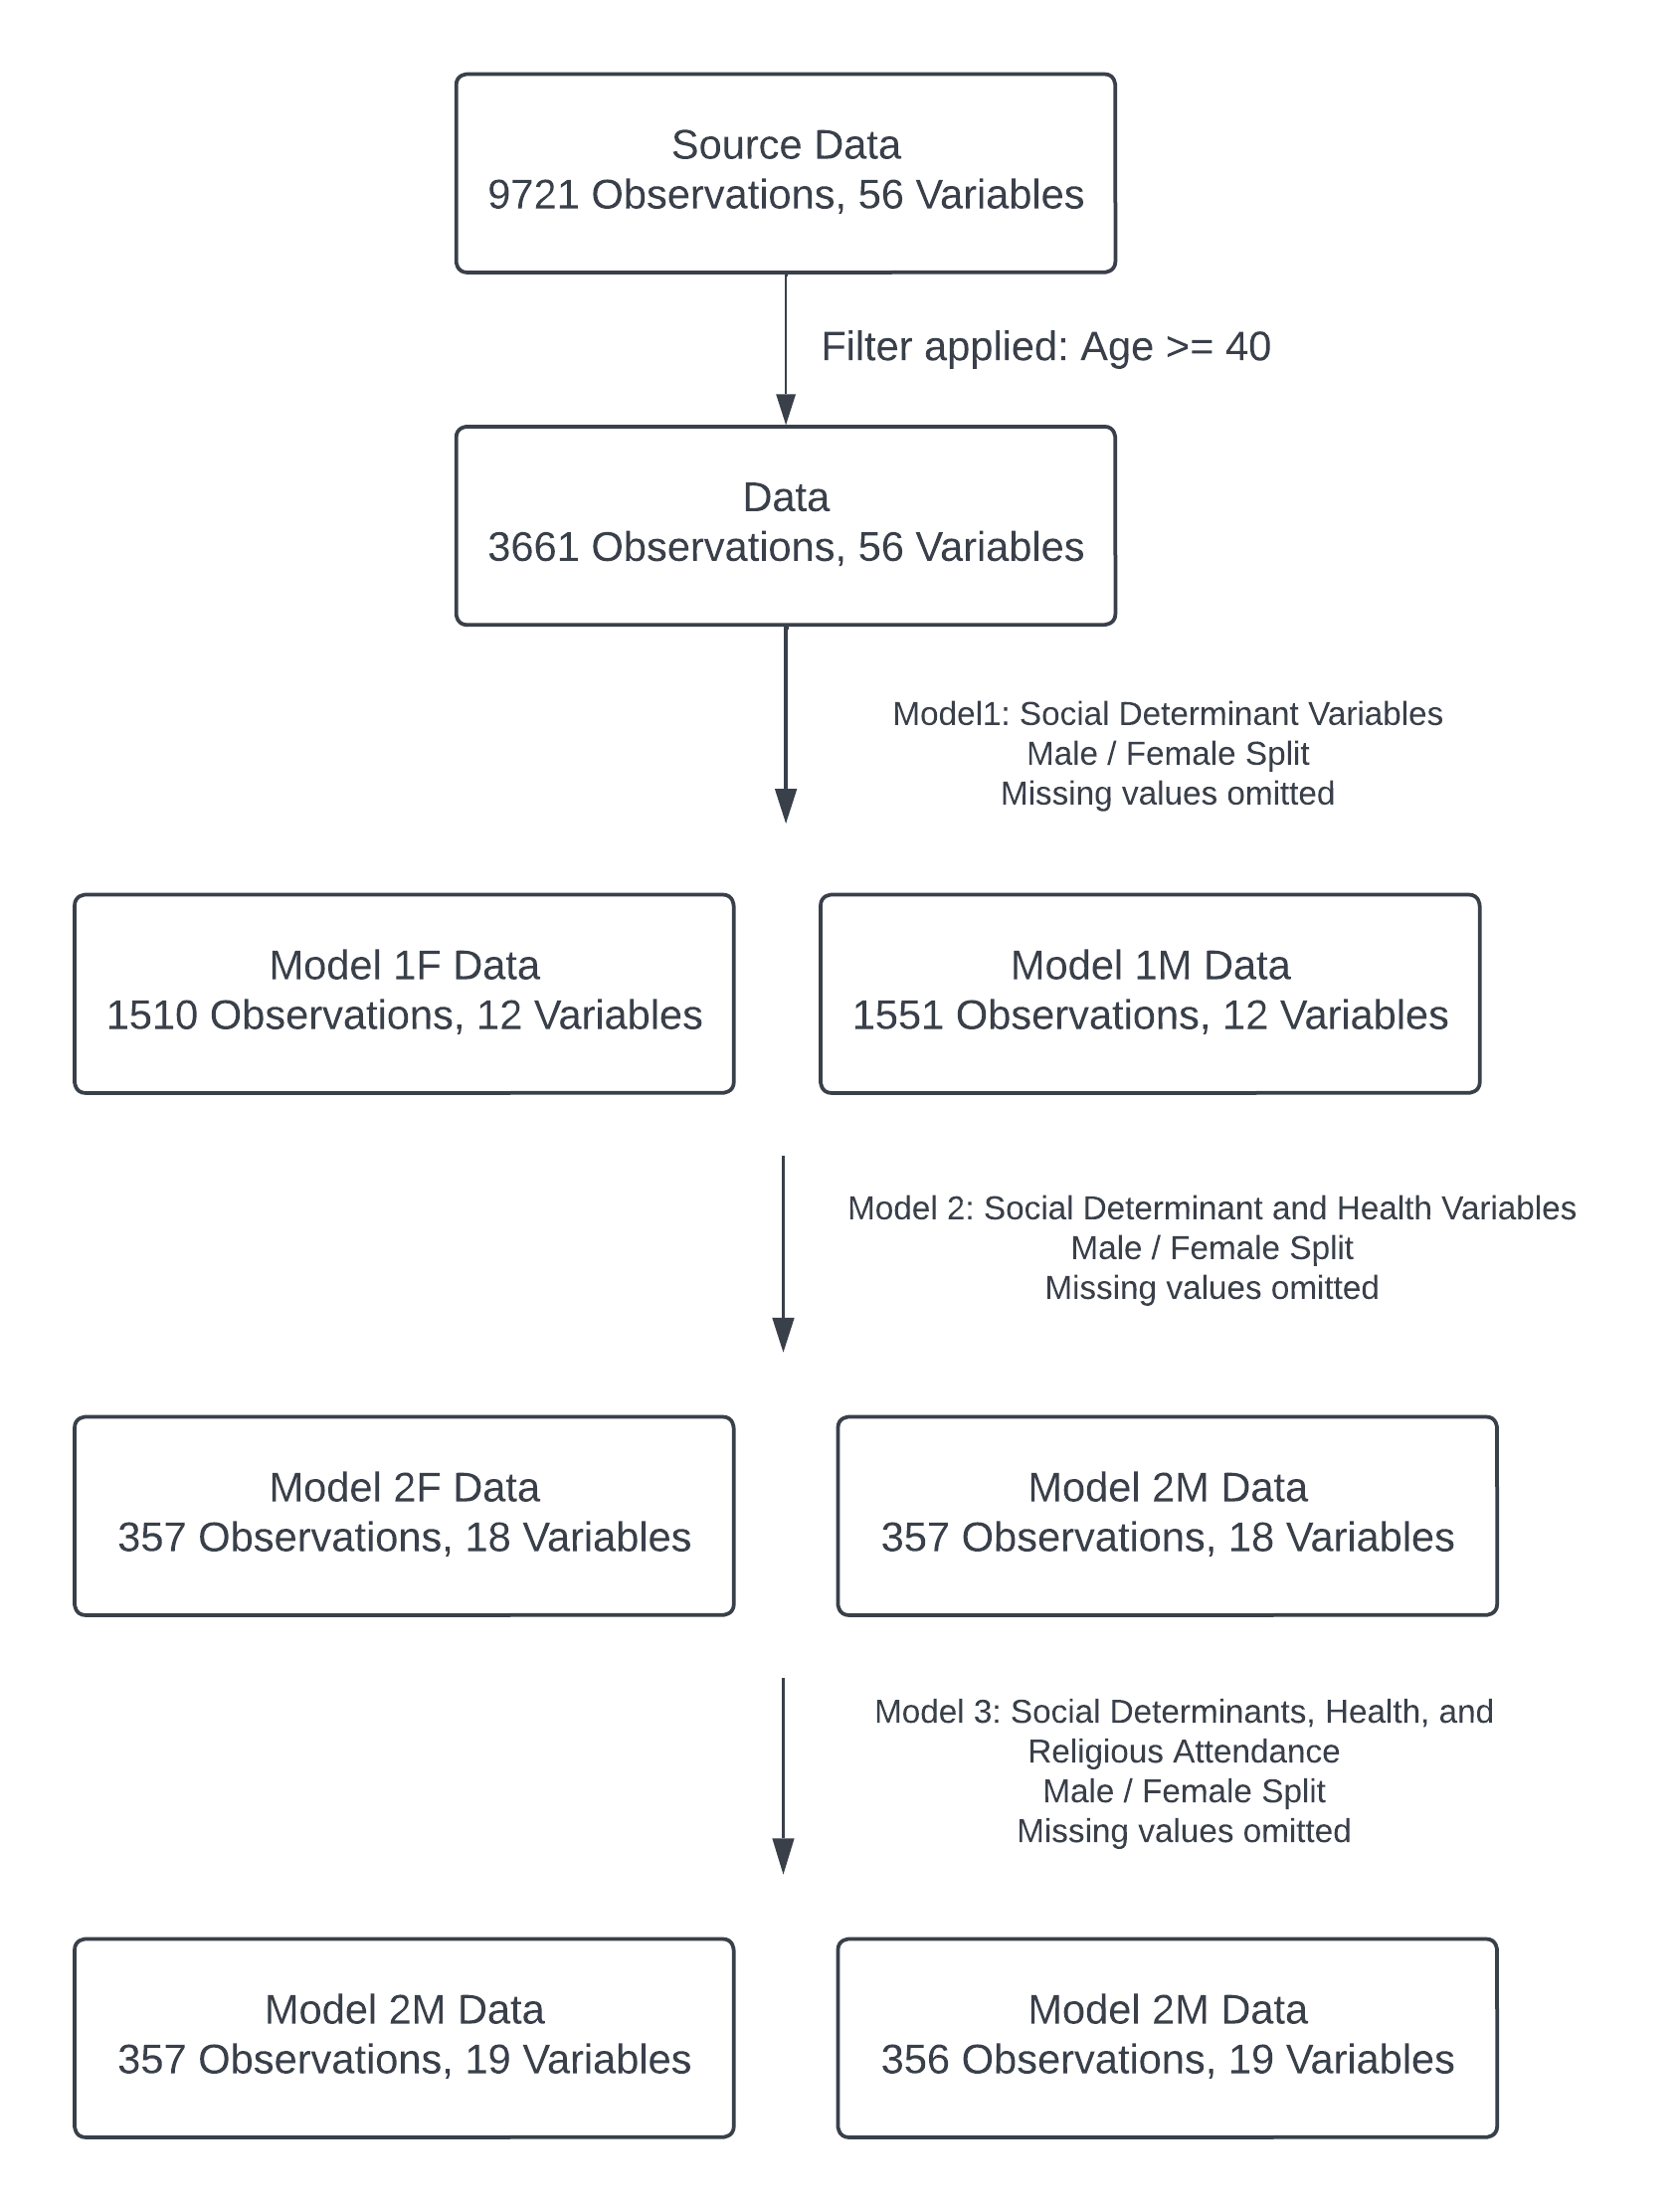 Source Data
9721 Observations, 56 Variables
Filter applied: Age >= 40
Data
3661 Observations, 56 Variables
Model1: Social Determinant Variables
Male / Female Split
Missing values omitted
Model 1F Data
1510 Observations, 12 Variables
Model 1M Data
1551 Observations, 12 Variables
Model 2: Social Determinant and Health Variables
Male / Female Split
Missing values omitted
Model 2F Data
357 Observations, 18 Variables
Model 2M Data
357 Observations, 18 Variables
Model 3: Social Determinants, Health, and
Religious Attendance
Male / Female Split
Missing values omitted
Model 2M Data
357 Observations, 19 Variables
Model 2M Data
356 Observations, 19 Variables